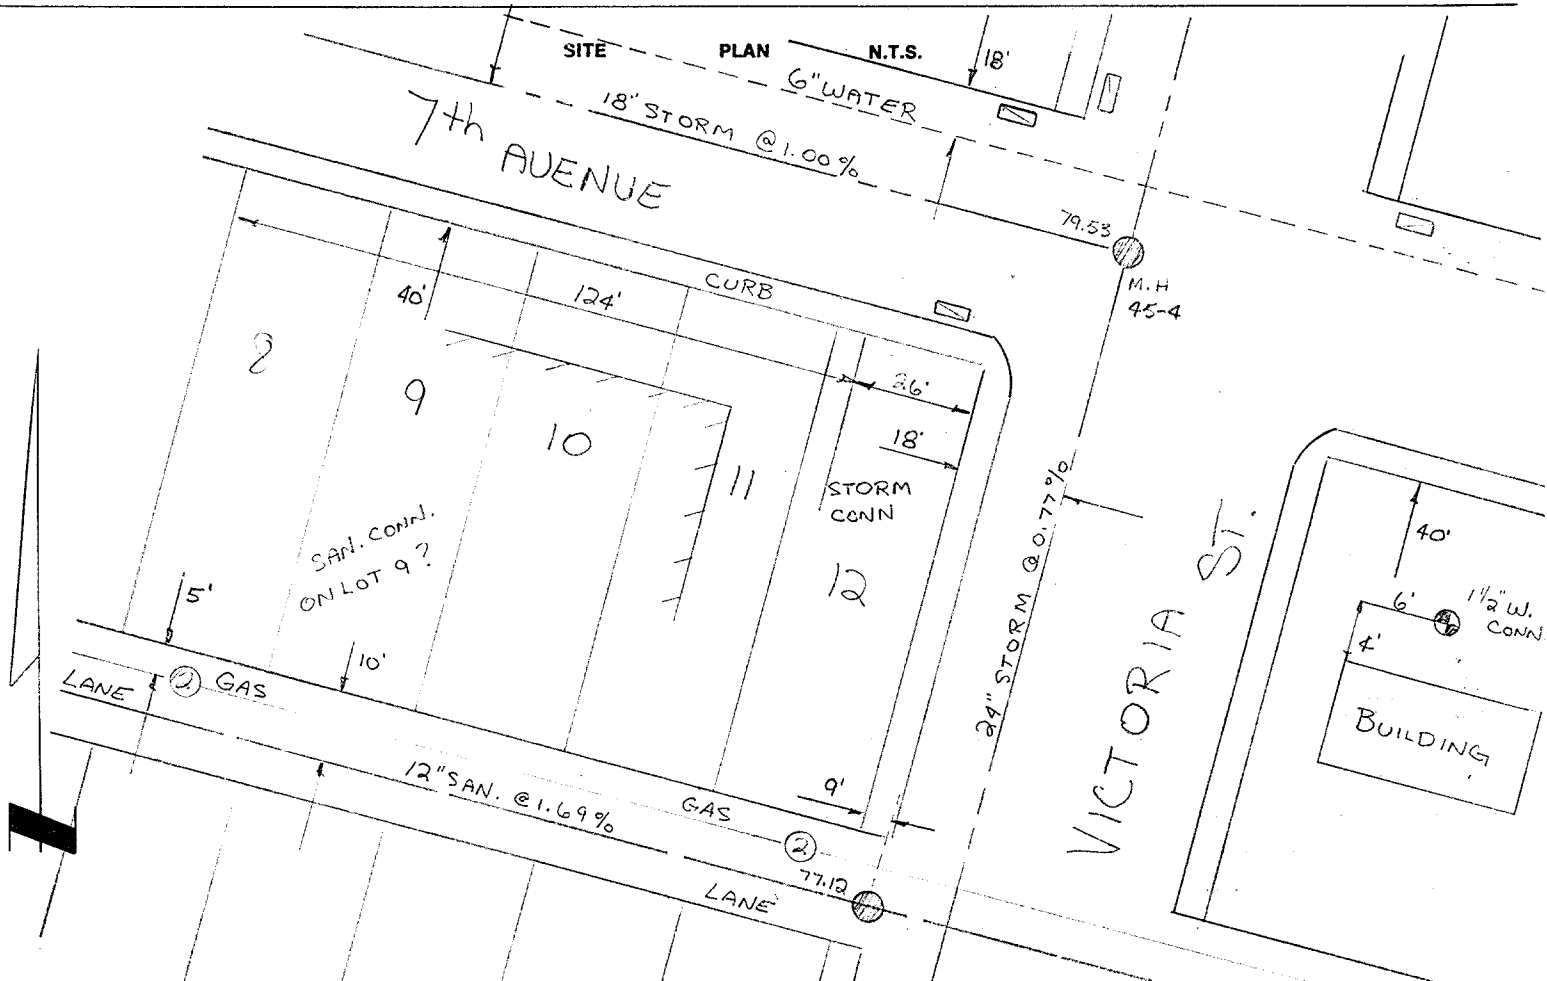 SITE PLAN N.T.S.
18'
6" WATER
18" STORM @ 1.00%
7th AVENUE
79.53
M.H
45-4
CURB
40'
124'
26'
18'
8
9
10
11
12
STORM
CONN
SAN. CONN.
ON LOT 9?
24" STORM @ 0.77%
VICTORIA ST.
40'
6'
1½" W.
CONN.
4'
BUILDING
5'
10'
LANE
2 GAS
12" SAN. @ 1.69%
GAS
2
9'
77.12
LANE